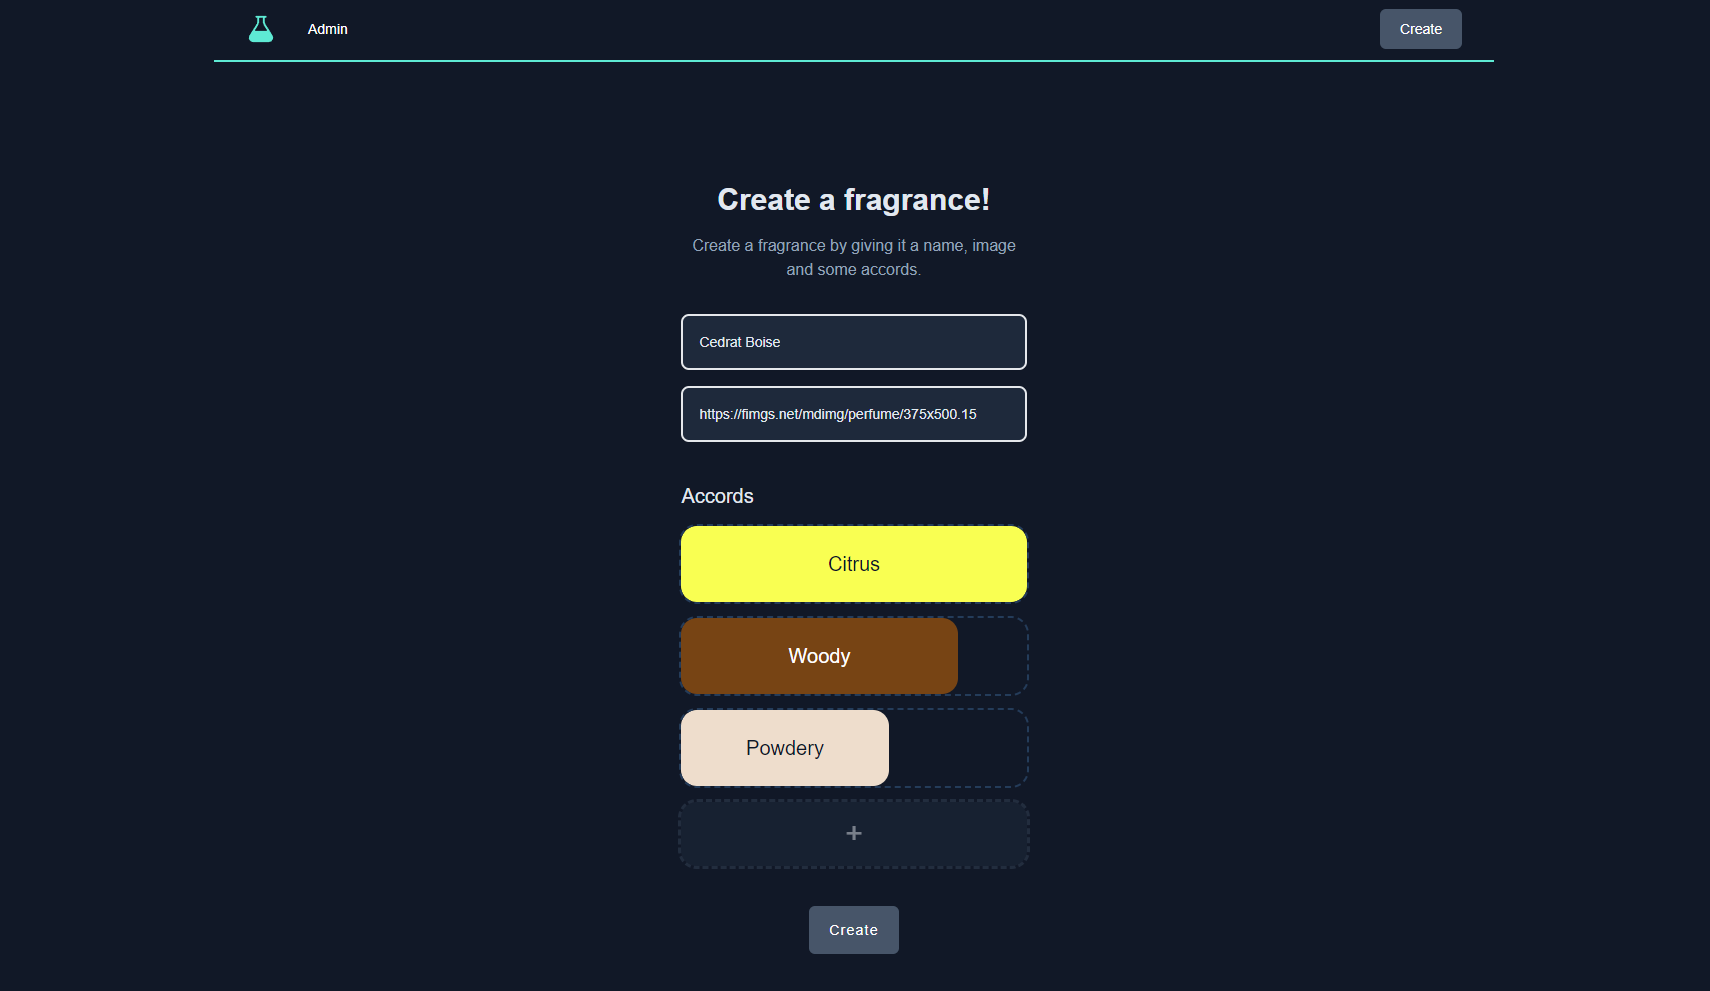 Admin
Create
Create a fragrance!
Create a fragrance by giving it a name, image
and some accords.
Cedrat Boise
https://fimgs.net/mdimg/perfume/375x500.15
Accords
Citrus
Woody
Powdery
+
Create